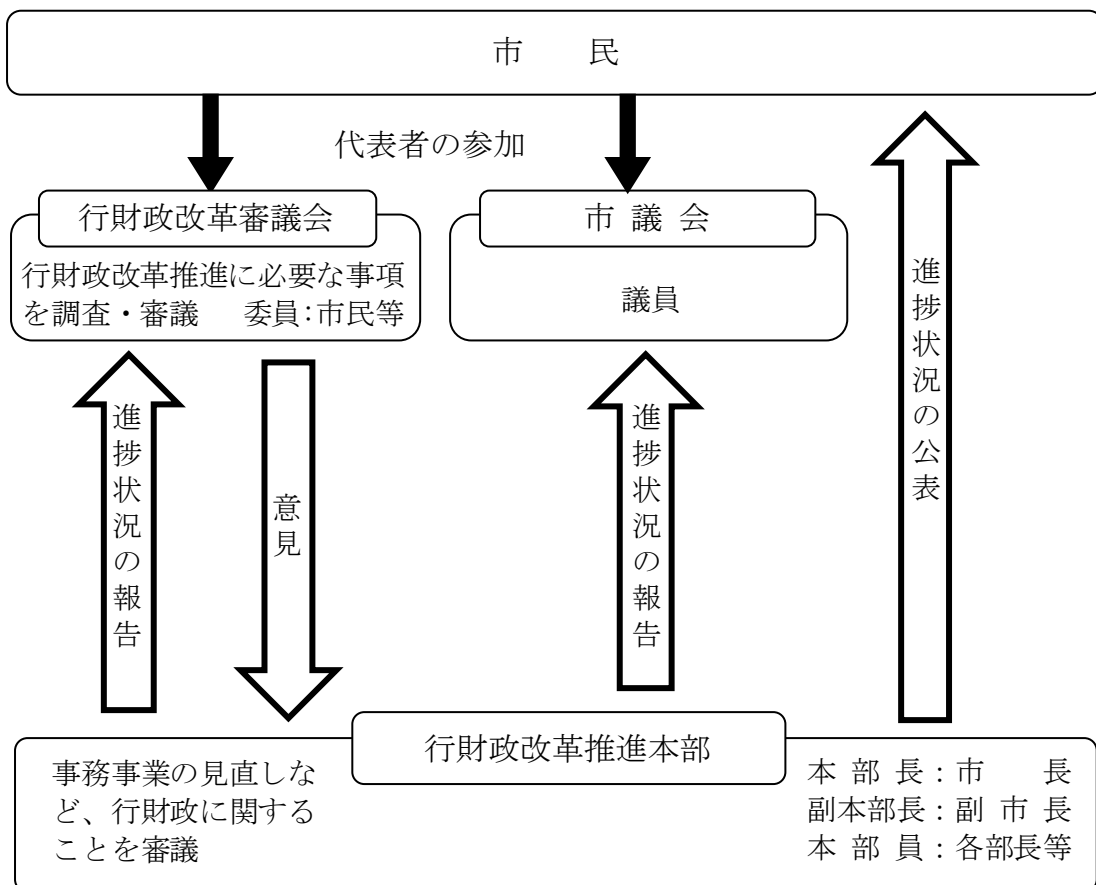 市　　民
代表者の参加
行財政改革審議会
行財政改革推進に必要な事項
を調査・審議　委員：市民等
市 議 会
議員
進捗状況の報告
意見
進捗状況の報告
進捗状況の公表
行財政改革推進本部
事務事業の見直しな
ど、行財政に関する
ことを審議
本 部 長：市　　長
副本部長：副 市 長
本 部 員：各部長等